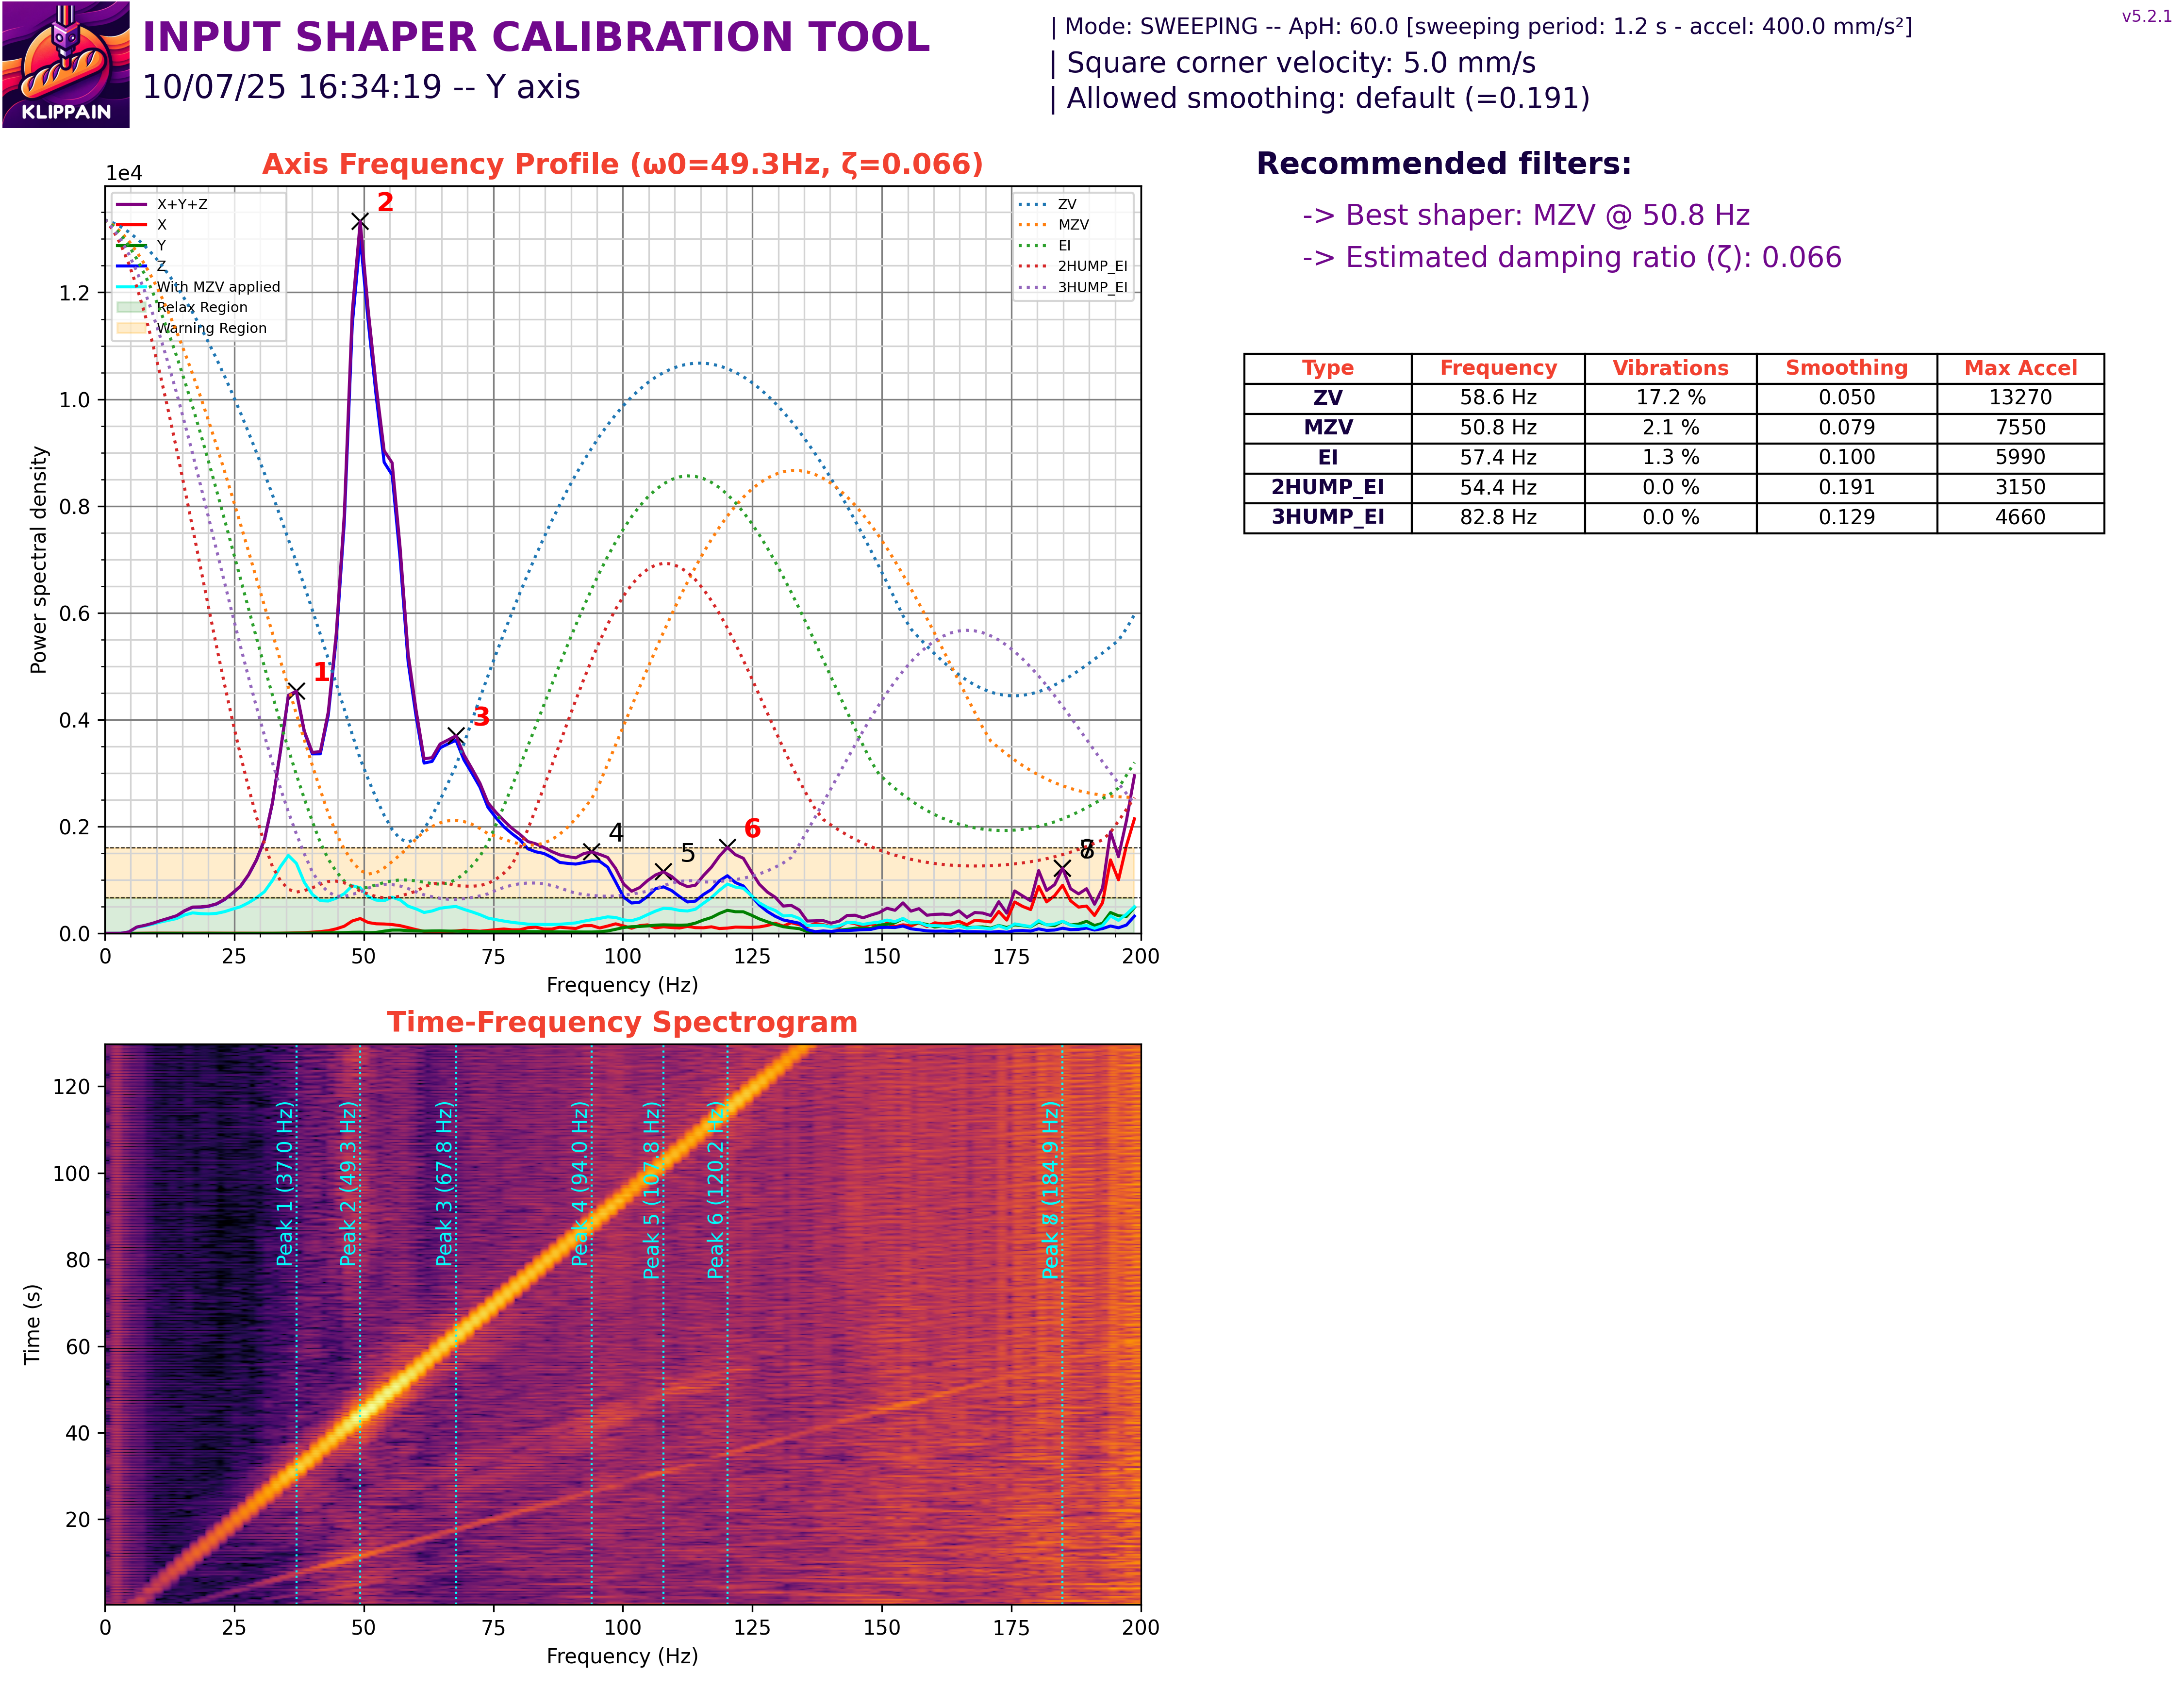 KLIPPAIN
INPUT SHAPER CALIBRATION TOOL
10/07/25 16:34:19 -- Y axis
| Mode: SWEEPING -- ApH: 60.0 [sweeping period: 1.2 s - accel: 400.0 mm/s²]
| Square corner velocity: 5.0 mm/s
| Allowed smoothing: default (=0.191)
v5.2.1
Axis Frequency Profile (ω0=49.3Hz, ζ=0.066)
1e4
Power spectral density
1.2
1.0
0.8
0.6
0.4
0.2
0.0
X+Y+Z
X
Y
Z
With MZV applied
Relax Region
Warning Region
ZV
MZV
EI
2HUMP_EI
3HUMP_EI
1
2
3
4
5
6
0 25 50 75 100 125 150 175 200
Frequency (Hz)
Recommended filters:
-> Best shaper: MZV @ 50.8 Hz
-> Estimated damping ratio (ζ): 0.066
Type Frequency Vibrations Smoothing Max Accel
ZV 58.6 Hz 17.2 % 0.050 13270
MZV 50.8 Hz 2.1 % 0.079 7550
EI 57.4 Hz 1.3 % 0.100 5990
2HUMP_EI 54.4 Hz 0.0 % 0.191 3150
3HUMP_EI 82.8 Hz 0.0 % 0.129 4660
Time-Frequency Spectrogram
Time (s)
120
100
80
60
40
20
Peak 1 (37.0 Hz)
Peak 2 (49.3 Hz)
Peak 3 (67.8 Hz)
Peak 4 (94.0 Hz)
Peak 5 (107.8 Hz)
Peak 6 (120.2 Hz)
Peak 8 (184.9 Hz)
0 25 50 75 100 125 150 175 200
Frequency (Hz)